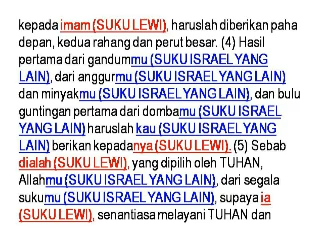 kepada imam (SUKU LEWI), haruslah diberikan paha
depan, kedua rahang dan perut besar. (4) Hasil
pertama dari gandummu (SUKU ISRAEL YANG
LAIN), dari anggurmu (SUKU ISRAEL YANG LAIN)
dan minyakmu (SUKU ISRAEL YANG LAIN), dan bulu
guntingan pertama dari dombamu (SUKU ISRAEL
YANG LAIN) haruslah kau (SUKU ISRAEL YANG
LAIN) berikan kepadanya (SUKU LEWI). (5) Sebab
dialah (SUKU LEWI), yang dipilih oleh TUHAN,
Allahmu (SUKU ISRAEL YANG LAIN), dari segala
sukumu (SUKU ISRAEL YANG LAIN), supaya ia
(SUKU LEWI), senantiasa melayani TUHAN dan